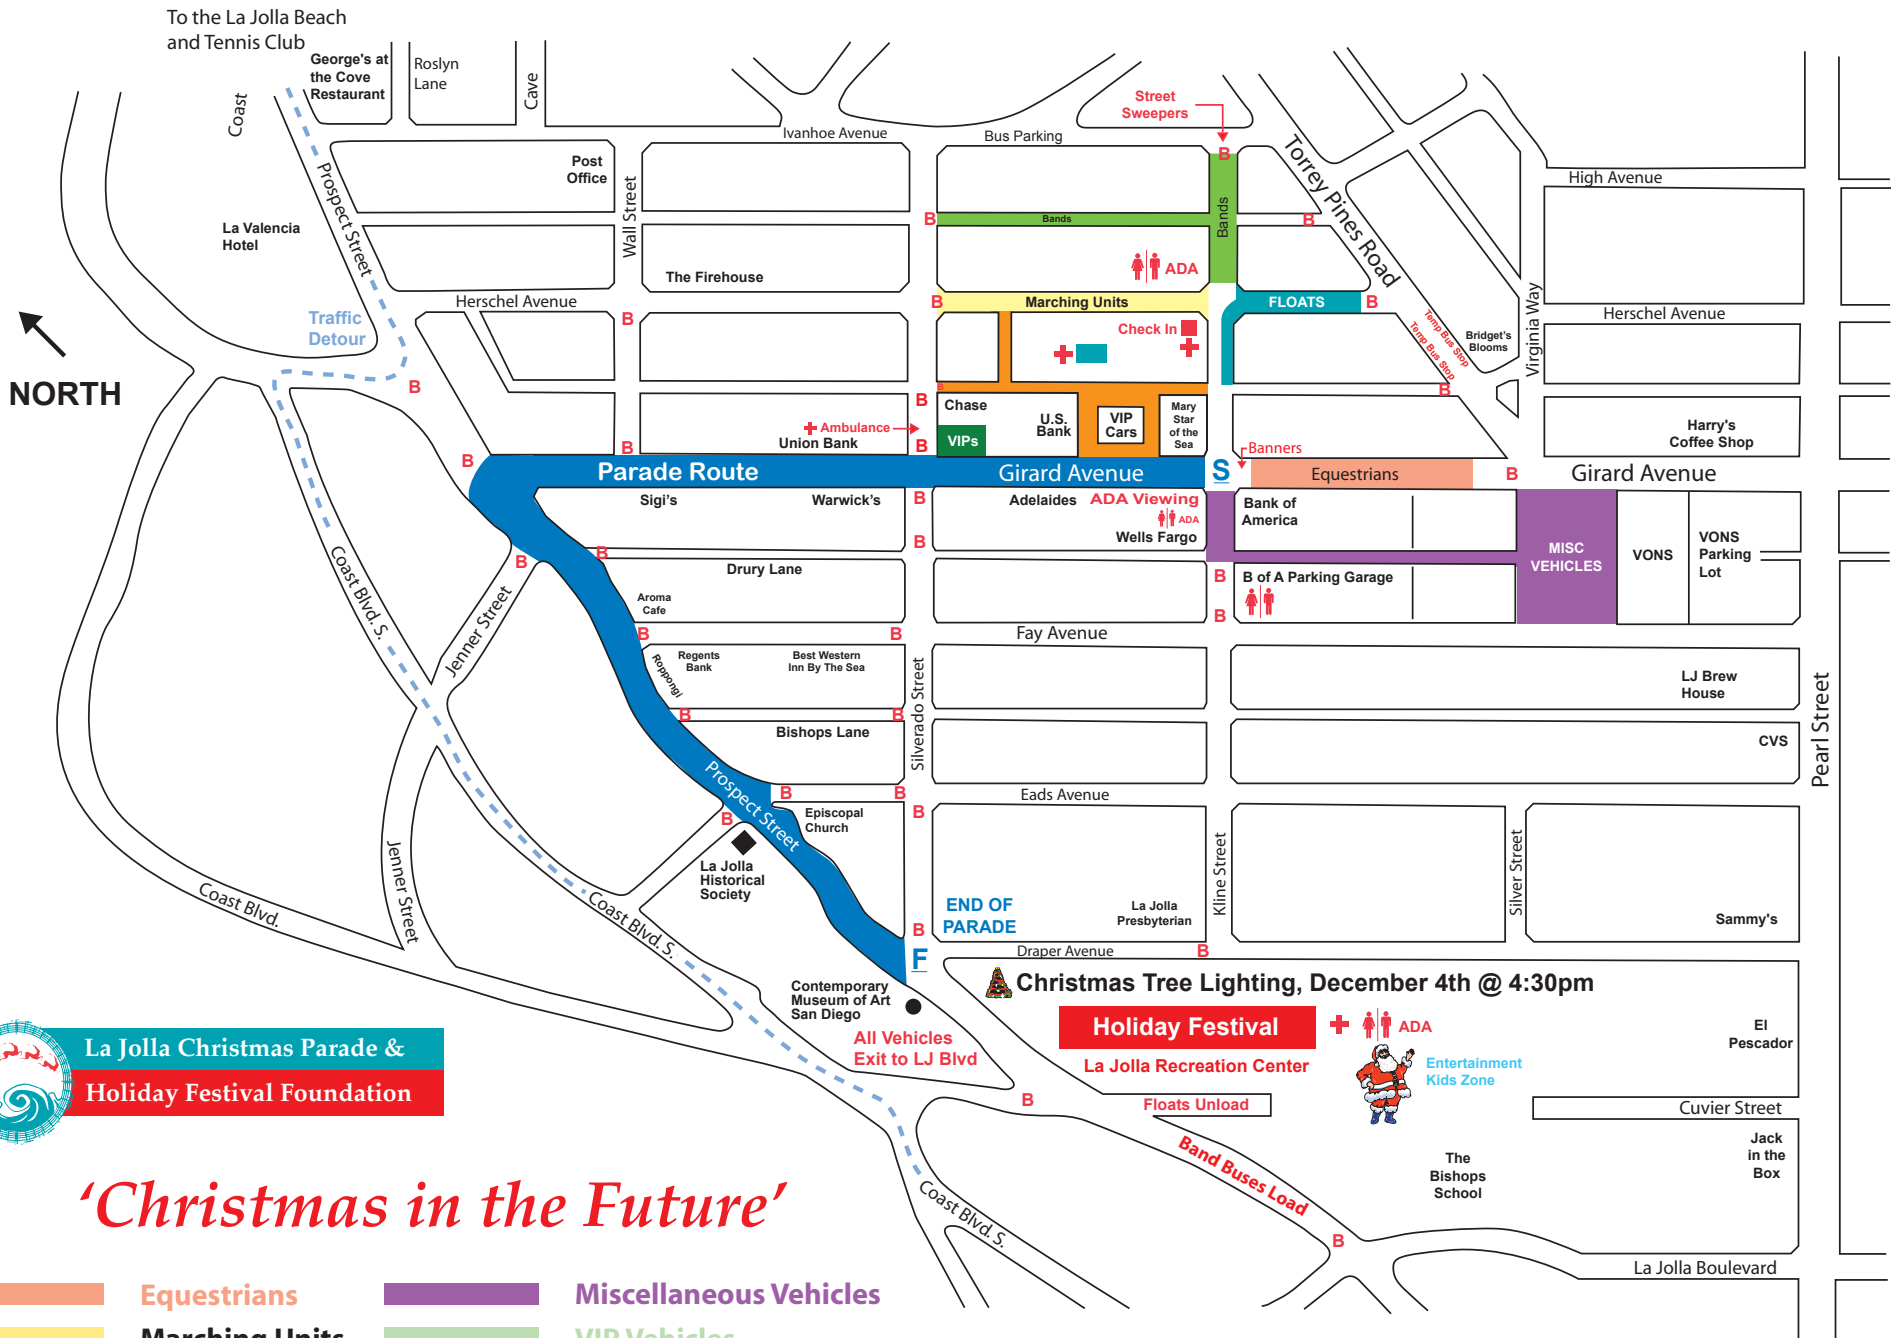 To the La Jolla Beach
and Tennis Club
George's at
the Cove
Restaurant
Roslyn
Lane
Cave
Coast
Street
Sweepers
Ivanhoe Avenue
Bus Parking
B
Post
Office
Prospect Street
Wall Street
Torrey Pines Road
High Avenue
B
Bands
Bands
B
La Valencia
Hotel
The Firehouse
ADA
Herschel Avenue
B
Marching Units
FLOATS
B
Virginia Way
Herschel Avenue
Traffic
Detour
B
Check In
Temp Bus Stop
Temp Bus Stop
Bridget's
Blooms
NORTH
B
B
B
B
Chase
U.S.
Bank
VIP
Cars
Mary
Star
of the
Sea
Harry's
Coffee Shop
Ambulance
Union Bank
B
B
VIPs
Banners
B
Parade Route
Girard Avenue
S
Equestrians
B
Girard Avenue
Sigi's
Warwick's
B
Adelaides
ADA Viewing
ADA
Wells Fargo
Bank of
America
MISC
VEHICLES
VONS
VONS
Parking
Lot
B
B
B
Drury Lane
B
B of A Parking Garage
Coast Blvd. S.
Jenner Street
Aroma
Cafe
B
B
B
Fay Avenue
Roppongi
Regents
Bank
Best Western
Inn By The Sea
Silverado Street
LJ Brew
House
Pearl Street
B
B
Bishops Lane
CVS
Prospect Street
B
B
Eads Avenue
B
B
Episcopal
Church
Kline Street
Silver Street
La Jolla
Historical
Society
Jenner Street
Coast Blvd.
Coast Blvd. S.
END OF
PARADE
La Jolla
Presbyterian
Sammy's
B
F
Draper Avenue
B
Christmas Tree Lighting, December 4th @ 4:30pm
Contemporary
Museum of Art
San Diego
Holiday Festival
ADA
El
Pescador
All Vehicles
Exit to LJ Blvd
La Jolla Recreation Center
Entertainment
Kids Zone
La Jolla Christmas Parade &
Holiday Festival Foundation
B
Floats Unload
Cuvier Street
Band Buses Load
The
Bishops
School
Jack
in the
Box
'Christmas in the Future'
Coast Blvd. S.
B
La Jolla Boulevard
Equestrians
Miscellaneous Vehicles
Marching Units
VIP Vehicles